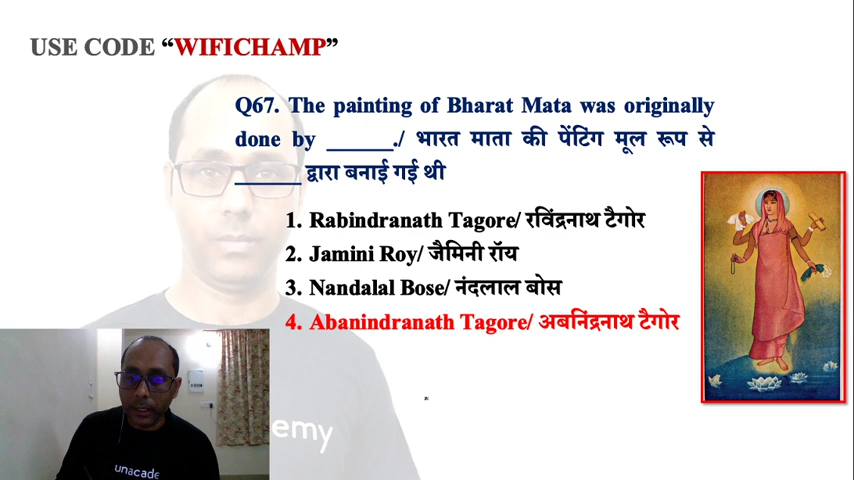 USE CODE “WIFICHAMP”
Q67. The painting of Bharat Mata was originally
done by ______./ भारत माता की पेंटिंग मूल रूप से
______ द्वारा बनाई गई थी
1. Rabindranath Tagore/ रविंद्रनाथ टैगोर
2. Jamini Roy/ जैमिनी रॉय
3. Nandalal Bose/ नंदलाल बोस
4. Abanindranath Tagore/ अबनिंद्रनाथ टैगोर
emy
unacade